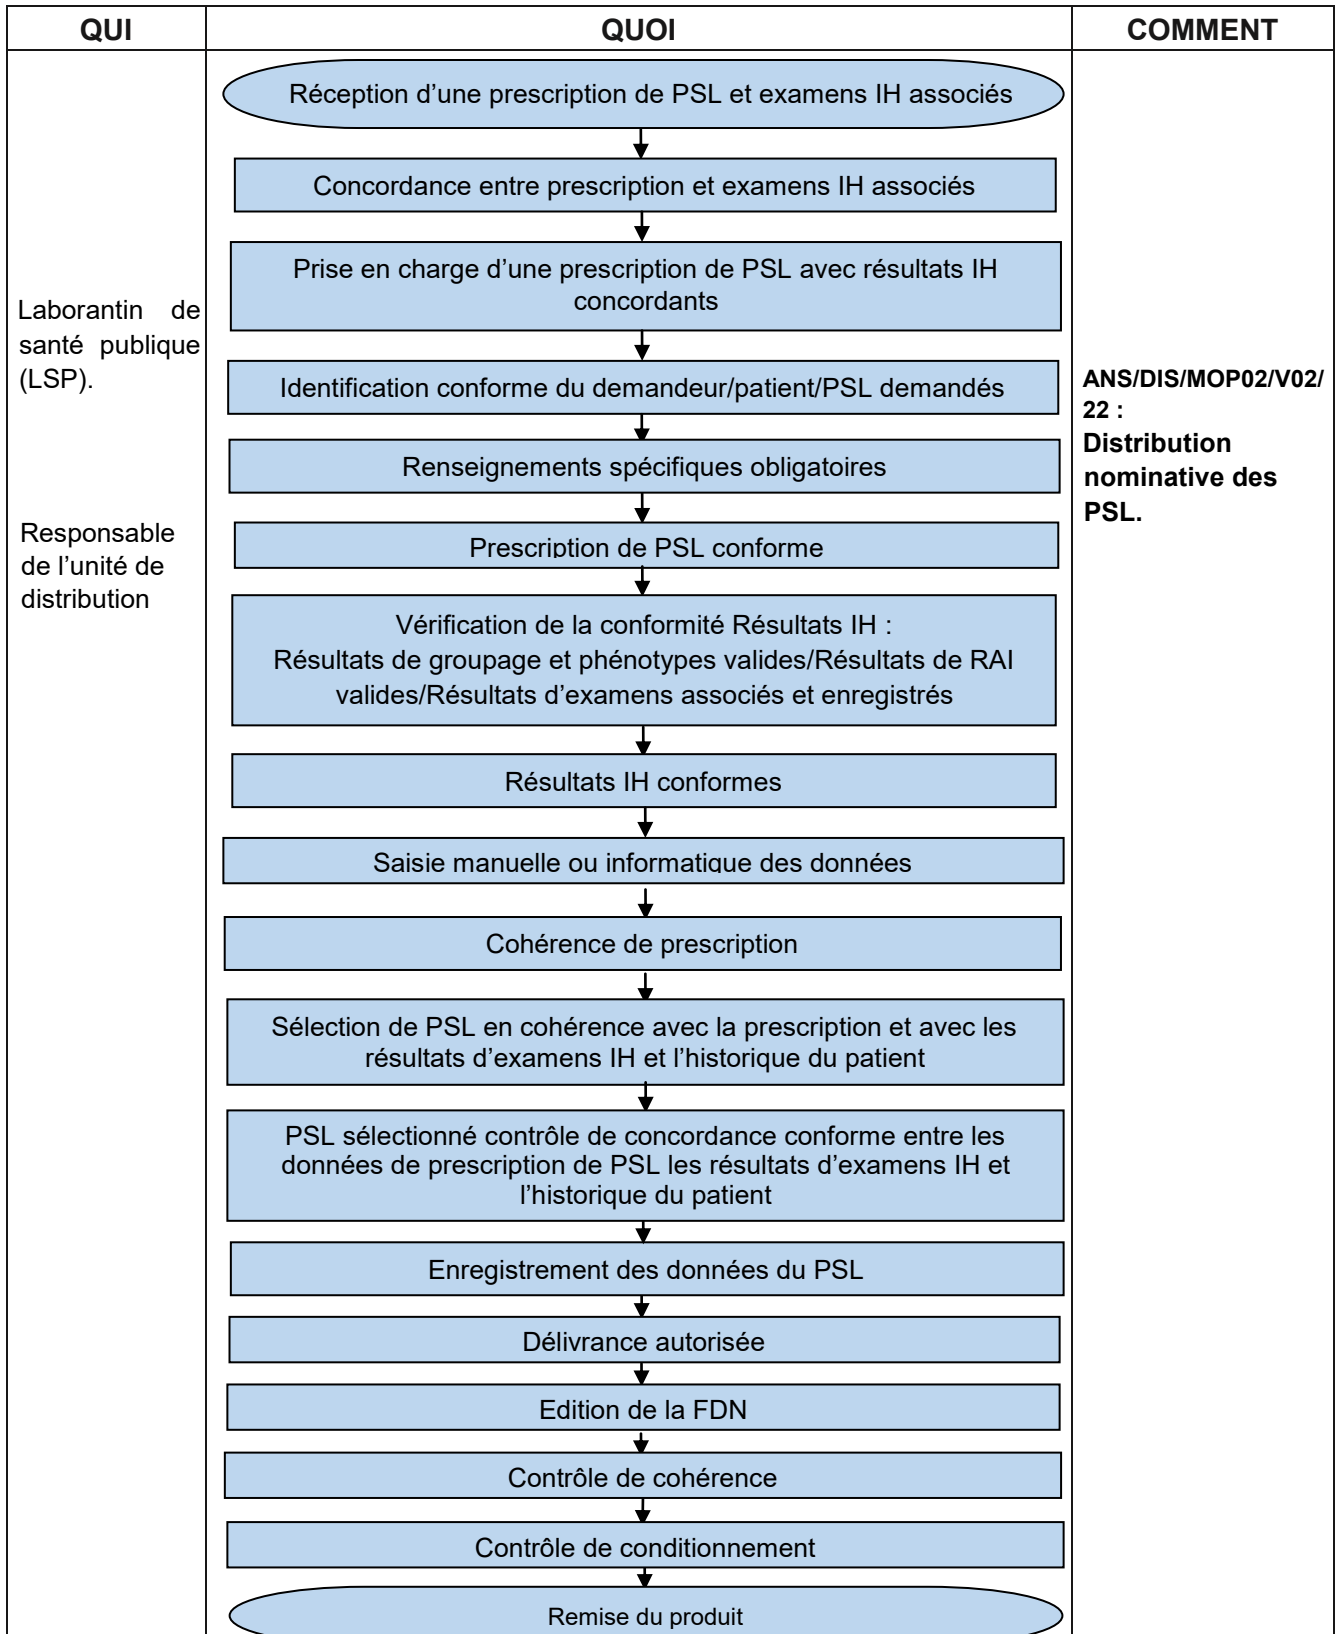 QUI
QUOI
COMMENT
Réception d’une prescription de PSL et examens IH associés
Concordance entre prescription et examens IH associés
Prise en charge d’une prescription de PSL avec résultats IH
concordants
Laborantin de
santé publique
(LSP).
Identification conforme du demandeur/patient/PSL demandés
ANS/DIS/MOP02/V02/
22 :
Distribution
nominative des
PSL.
Renseignements spécifiques obligatoires
Responsable
de l’unité de
distribution
Prescription de PSL conforme
Vérification de la conformité Résultats IH :
Résultats de groupage et phénotypes valides/Résultats de RAI
valides/Résultats d’examens associés et enregistrés
Résultats IH conformes
Saisie manuelle ou informatique des données
Cohérence de prescription
Sélection de PSL en cohérence avec la prescription et avec les
résultats d’examens IH et l’historique du patient
PSL sélectionné contrôle de concordance conforme entre les
données de prescription de PSL les résultats d’examens IH et
l’historique du patient
Enregistrement des données du PSL
Délivrance autorisée
Edition de la FDN
Contrôle de cohérence
Contrôle de conditionnement
Remise du produit